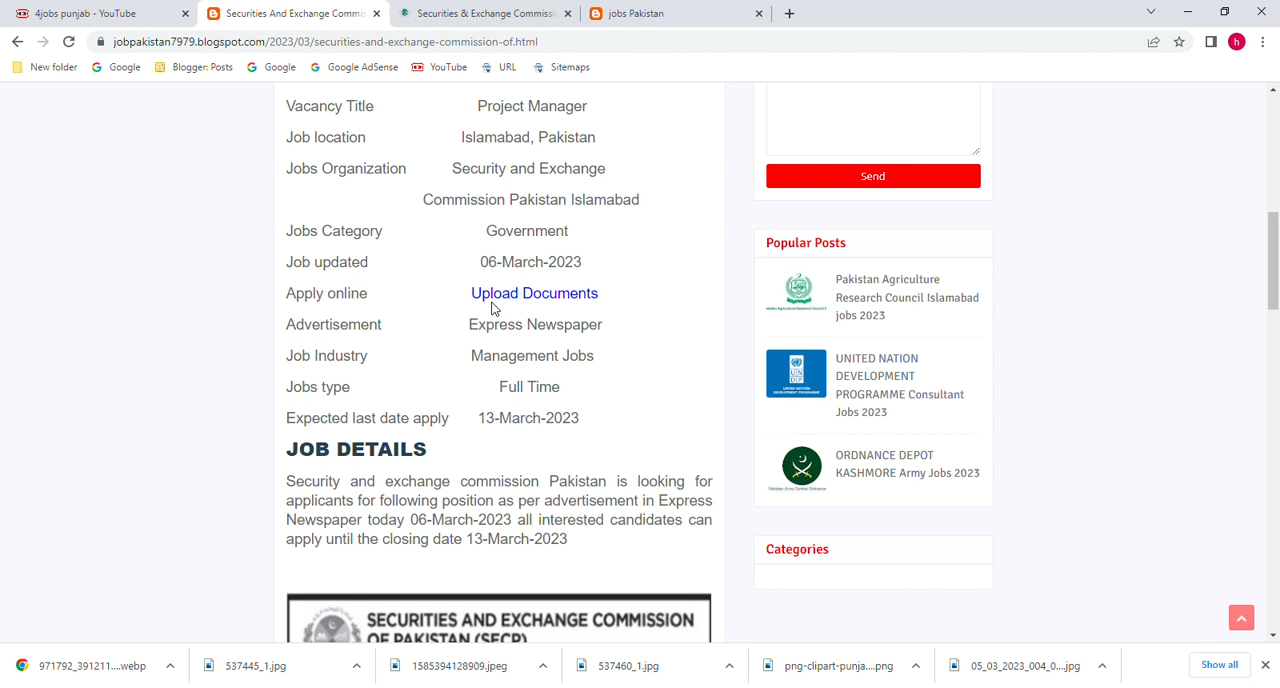 4jobs punjab - YouTube
Securities And Exchange Commis
Securities & Exchange Commissi
jobs Pakistan
jobpakistan7979.blogspot.com/2023/03/securities-and-exchange-commission-of.html
h
New folder
Google
Blogger: Posts
Google
Google AdSense
YouTube
URL
Sitemaps
Vacancy Title Project Manager
Job location Islamabad, Pakistan
Jobs Organization Security and Exchange
Commission Pakistan Islamabad
Jobs Category Government
Job updated 06-March-2023
Apply online Upload Documents
Advertisement Express Newspaper
Job Industry Management Jobs
Jobs type Full Time
Expected last date apply 13-March-2023
JOB DETAILS
Security and exchange commission Pakistan is looking for
applicants for following position as per advertisement in Express
Newspaper today 06-March-2023 all interested candidates can
apply until the closing date 13-March-2023
SECURITIES AND EXCHANGE COMMISSION
OF PAKISTAN (SECP)
Send
Popular Posts
Pakistan Agriculture
Research Council Islamabad
jobs 2023
UNITED NATION
DEVELOPMENT
PROGRAMME Consultant
Jobs 2023
ORDNANCE DEPOT
KASHMORE Army Jobs 2023
Categories
971792_391211....webp
537445_1.jpg
1585394128909.jpeg
537460_1.jpg
png-clipart-punja....png
05_03_2023_004_0....jpg
Show all